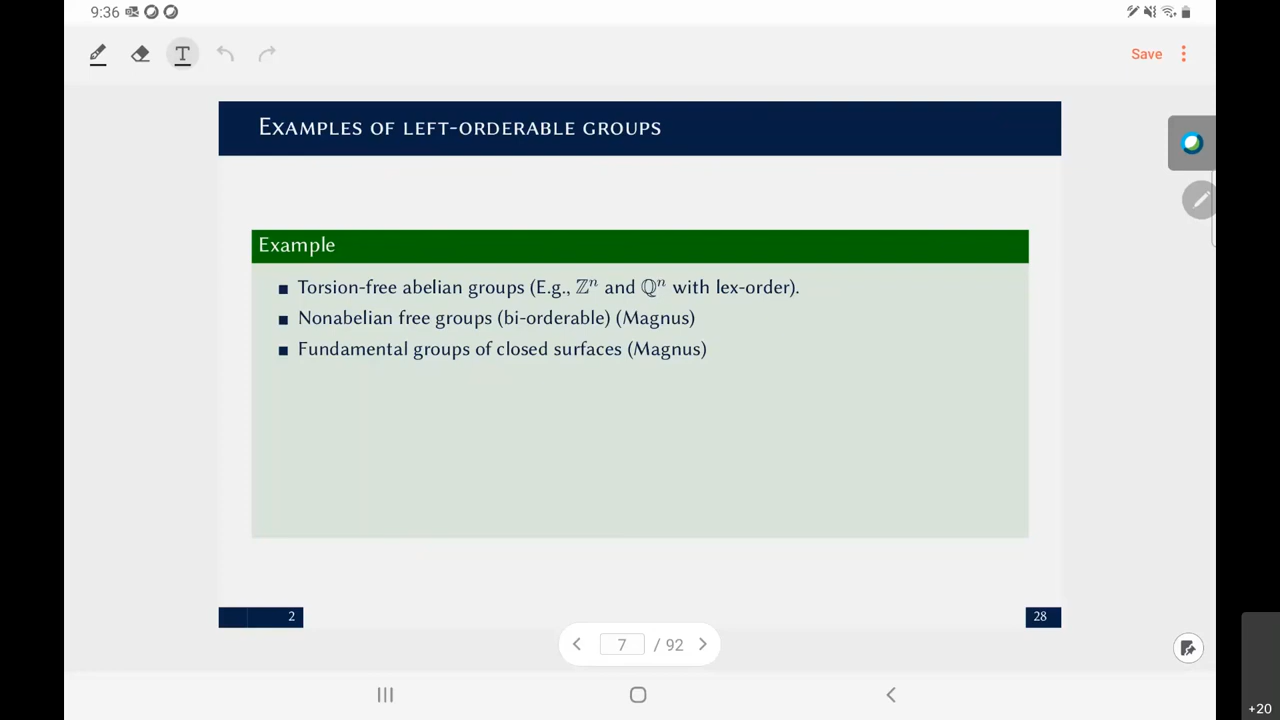 9:36
T
Save
Examples of left-orderable groups
Example
■ Torsion-free abelian groups (E.g., ℤⁿ and ℚⁿ with lex-order).
■ Nonabelian free groups (bi-orderable) (Magnus)
■ Fundamental groups of closed surfaces (Magnus)
2
28
7 / 92
+20